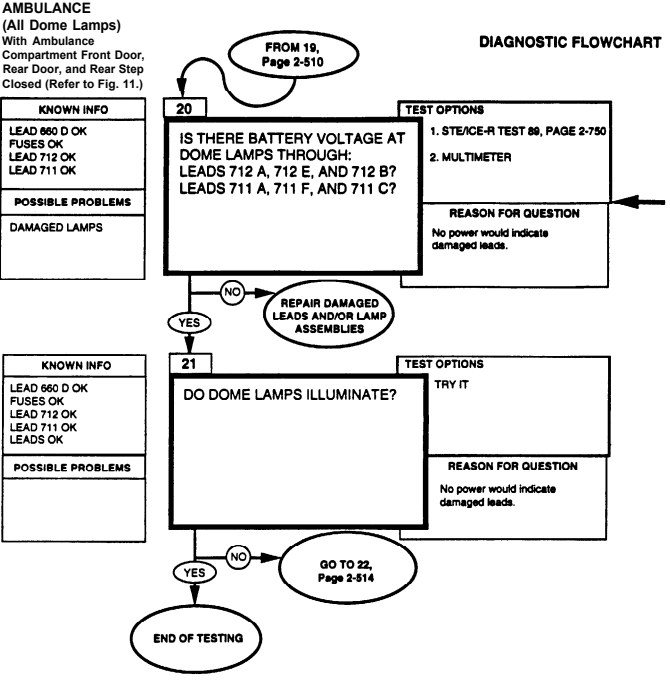 AMBULANCE
(All Dome Lamps)
With Ambulance
Compartment Front Door,
Rear Door, and Rear Step
Closed (Refer to Fig. 11.)
FROM 19,
Page 2-510
DIAGNOSTIC FLOWCHART
KNOWN INFO
LEAD 660 D OK
FUSES OK
LEAD 712 OK
LEAD 711 OK
POSSIBLE PROBLEMS
DAMAGED LAMPS
20
IS THERE BATTERY VOLTAGE AT
DOME LAMPS THROUGH:
LEADS 712 A, 712 E, AND 712 B?
LEADS 711 A, 711 F, AND 711 C?
TEST OPTIONS
1. STE/ICE-R TEST 89, PAGE 2-750
2. MULTIMETER
REASON FOR QUESTION
No power would indicate
damaged leads.
NO
REPAIR DAMAGED
LEADS AND/OR LAMP
ASSEMBLIES
YES
KNOWN INFO
LEAD 660 D OK
FUSES OK
LEAD 712 OK
LEAD 711 OK
LEADS OK
POSSIBLE PROBLEMS
21
DO DOME LAMPS ILLUMINATE?
TEST OPTIONS
TRY IT
REASON FOR QUESTION
No power would indicate
damaged leads.
NO
GO TO 22,
Page 2-514
YES
END OF TESTING